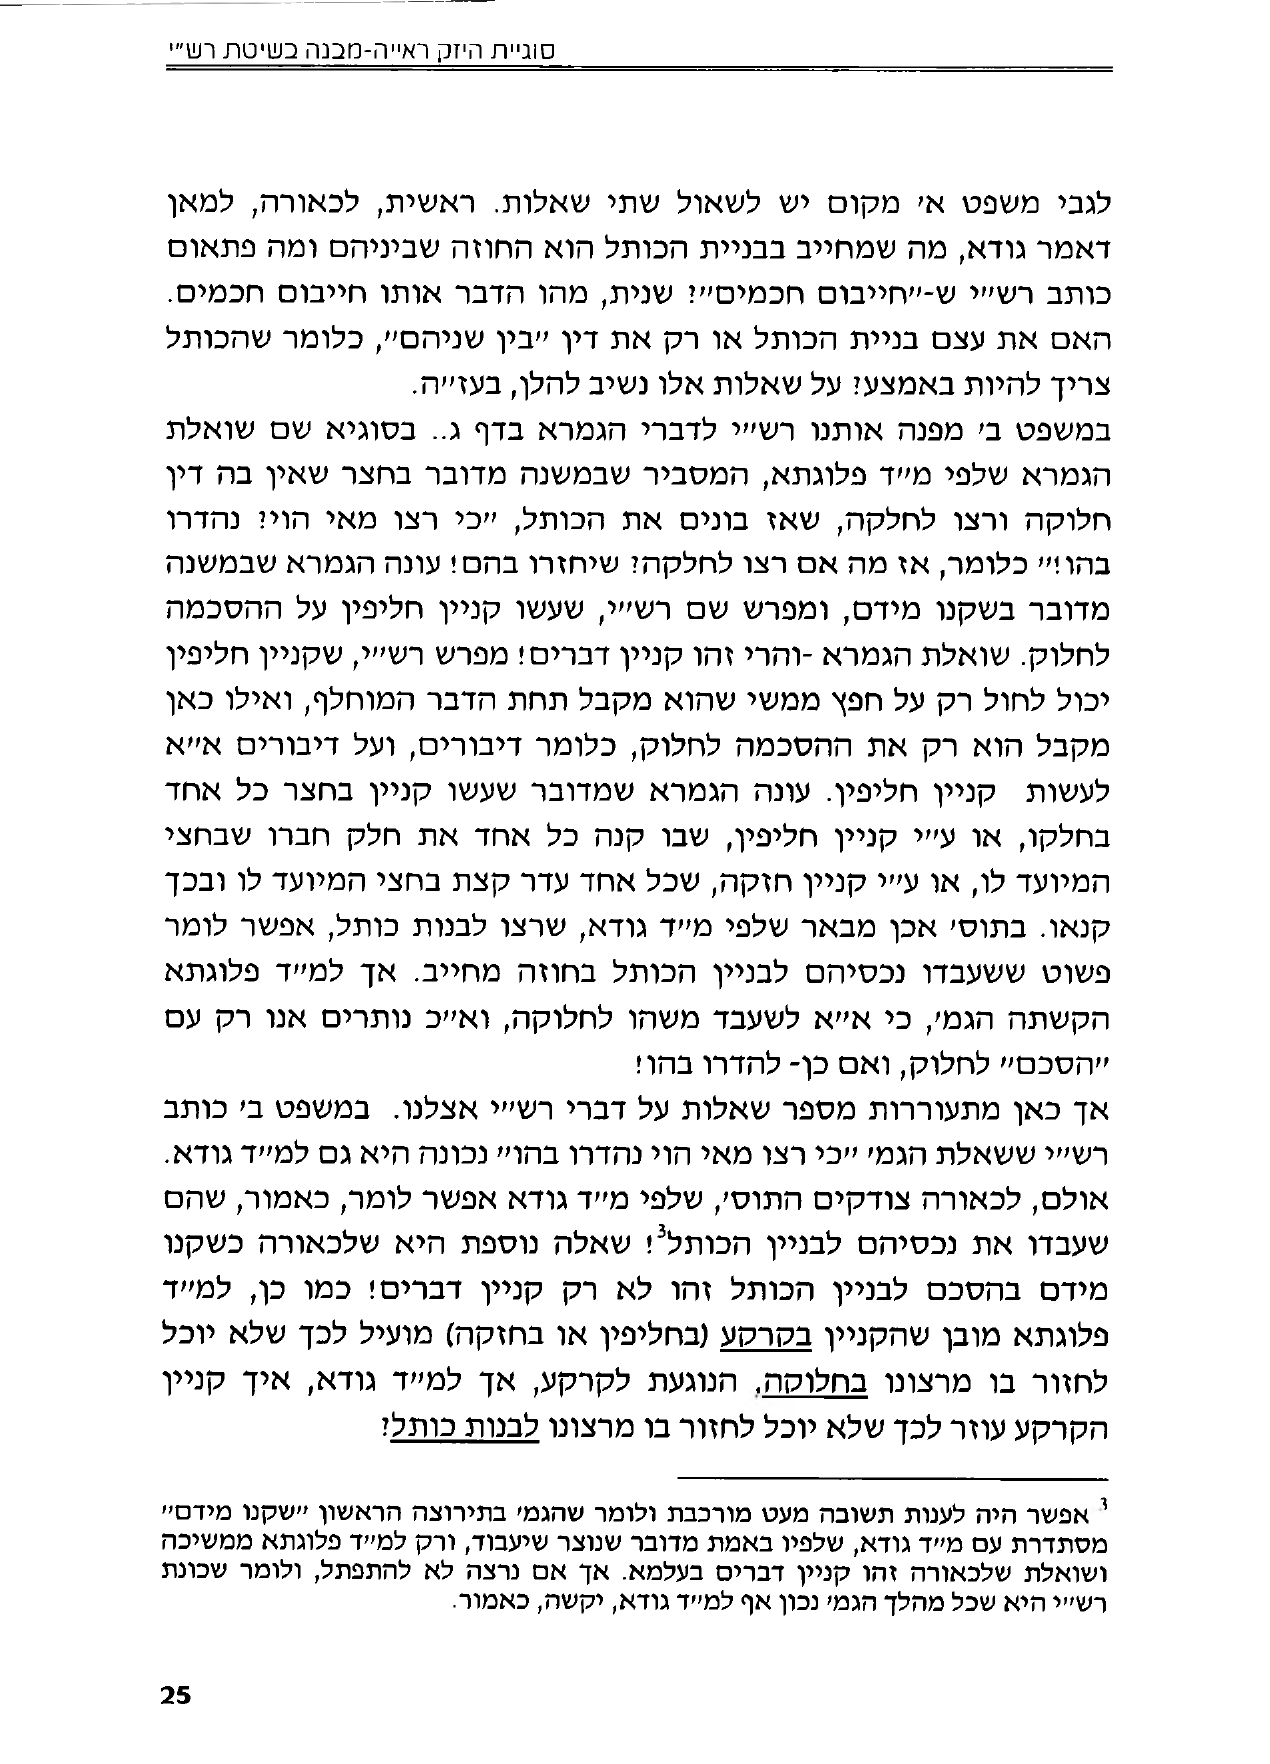 סוגיית היזק ראייה-מבנה בשיטת רש"י
לגבי משפט א' מקום יש לשאול שתי שאלות. ראשית, לכאורה, למאן
דאמר גודא, מה שמחייב בבניית הכותל הוא החוזה שביניהם ומה פתאום
כותב רש"י ש-"חייבום חכמים"? שנית, מהו הדבר אותו חייבום חכמים.
האם את עצם בניית הכותל או רק את דין "בין שניהם", כלומר שהכותל
צריך להיות באמצע? על שאלות אלו נשיב להלן, בעז"ה.
במשפט ב' מפנה אותנו רש"י לדברי הגמרא בדף ג.. בסוגיא שם שואלת
הגמרא שלפי מ"ד פלוגתא, המסביר שבמשנה מדובר בחצר שאין בה דין
חלוקה ורצו לחלקה, שאז בונים את הכותל, "כי רצו מאי הוי? נהדרו
בהו!" כלומר, אז מה אם רצו לחלקה? שיחזרו בהם! עונה הגמרא שבמשנה
מדובר בשקנו מידם, ומפרש שם רש"י, שעשו קניין חליפין על ההסכמה
לחלוק. שואלת הגמרא -והרי זהו קניין דברים! מפרש רש"י, שקניין חליפין
יכול לחול רק על חפץ ממשי שהוא מקבל תחת הדבר המוחלף, ואילו כאן
מקבל הוא רק את ההסכמה לחלוק, כלומר דיבורים, ועל דיבורים א"א
לעשות קניין חליפין. עונה הגמרא שמדובר שעשו קניין בחצר כל אחד
בחלקו, או ע"י קניין חליפין, שבו קנה כל אחד את חלק חברו שבחצי
המיועד לו, או ע"י קניין חזקה, שכל אחד עדר קצת בחצי המיועד לו ובכך
קנאו. בתוס' אכן מבאר שלפי מ"ד גודא, שרצו לבנות כותל, אפשר לומר
פשוט ששעבדו נכסיהם לבניין הכותל בחוזה מחייב. אך למ"ד פלוגתא
הקשתה הגמ', כי א"א לשעבד משהו לחלוקה, וא"כ נותרים אנו רק עם
"הסכם" לחלוק, ואם כן- להדרו בהו!
אך כאן מתעוררות מספר שאלות על דברי רש"י אצלנו. במשפט ב' כותב
רש"י ששאלת הגמ' "כי רצו מאי הוי נהדרו בהו" נכונה היא גם למ"ד גודא.
אולם, לכאורה צודקים התוס', שלפי מ"ד גודא אפשר לומר, כאמור, שהם
שעבדו את נכסיהם לבניין הכותל³! שאלה נוספת היא שלכאורה כשקנו
מידם בהסכם לבניין הכותל זהו לא רק קניין דברים! כמו כן, למ"ד
פלוגתא מובן שהקניין בקרקע (בחליפין או בחזקה) מועיל לכך שלא יוכל
לחזור בו מרצונו בחלוקה, הנוגעת לקרקע, אך למ"ד גודא, איך קניין
הקרקע עוזר לכך שלא יוכל לחזור בו מרצונו לבנות כותל?
³ אפשר היה לענות תשובה מעט מורכבת ולומר שהגמ' בתירוצה הראשון "שקנו מידם"
מסתדרת עם מ"ד גודא, שלפיו באמת מדובר שנוצר שיעבוד, ורק למ"ד פלוגתא ממשיכה
ושואלת שלכאורה זהו קניין דברים בעלמא. אך אם נרצה לא להתפתל, ולומר שכונת
רש"י היא שכל מהלך הגמ' נכון אף למ"ד גודא, יקשה, כאמור.
25